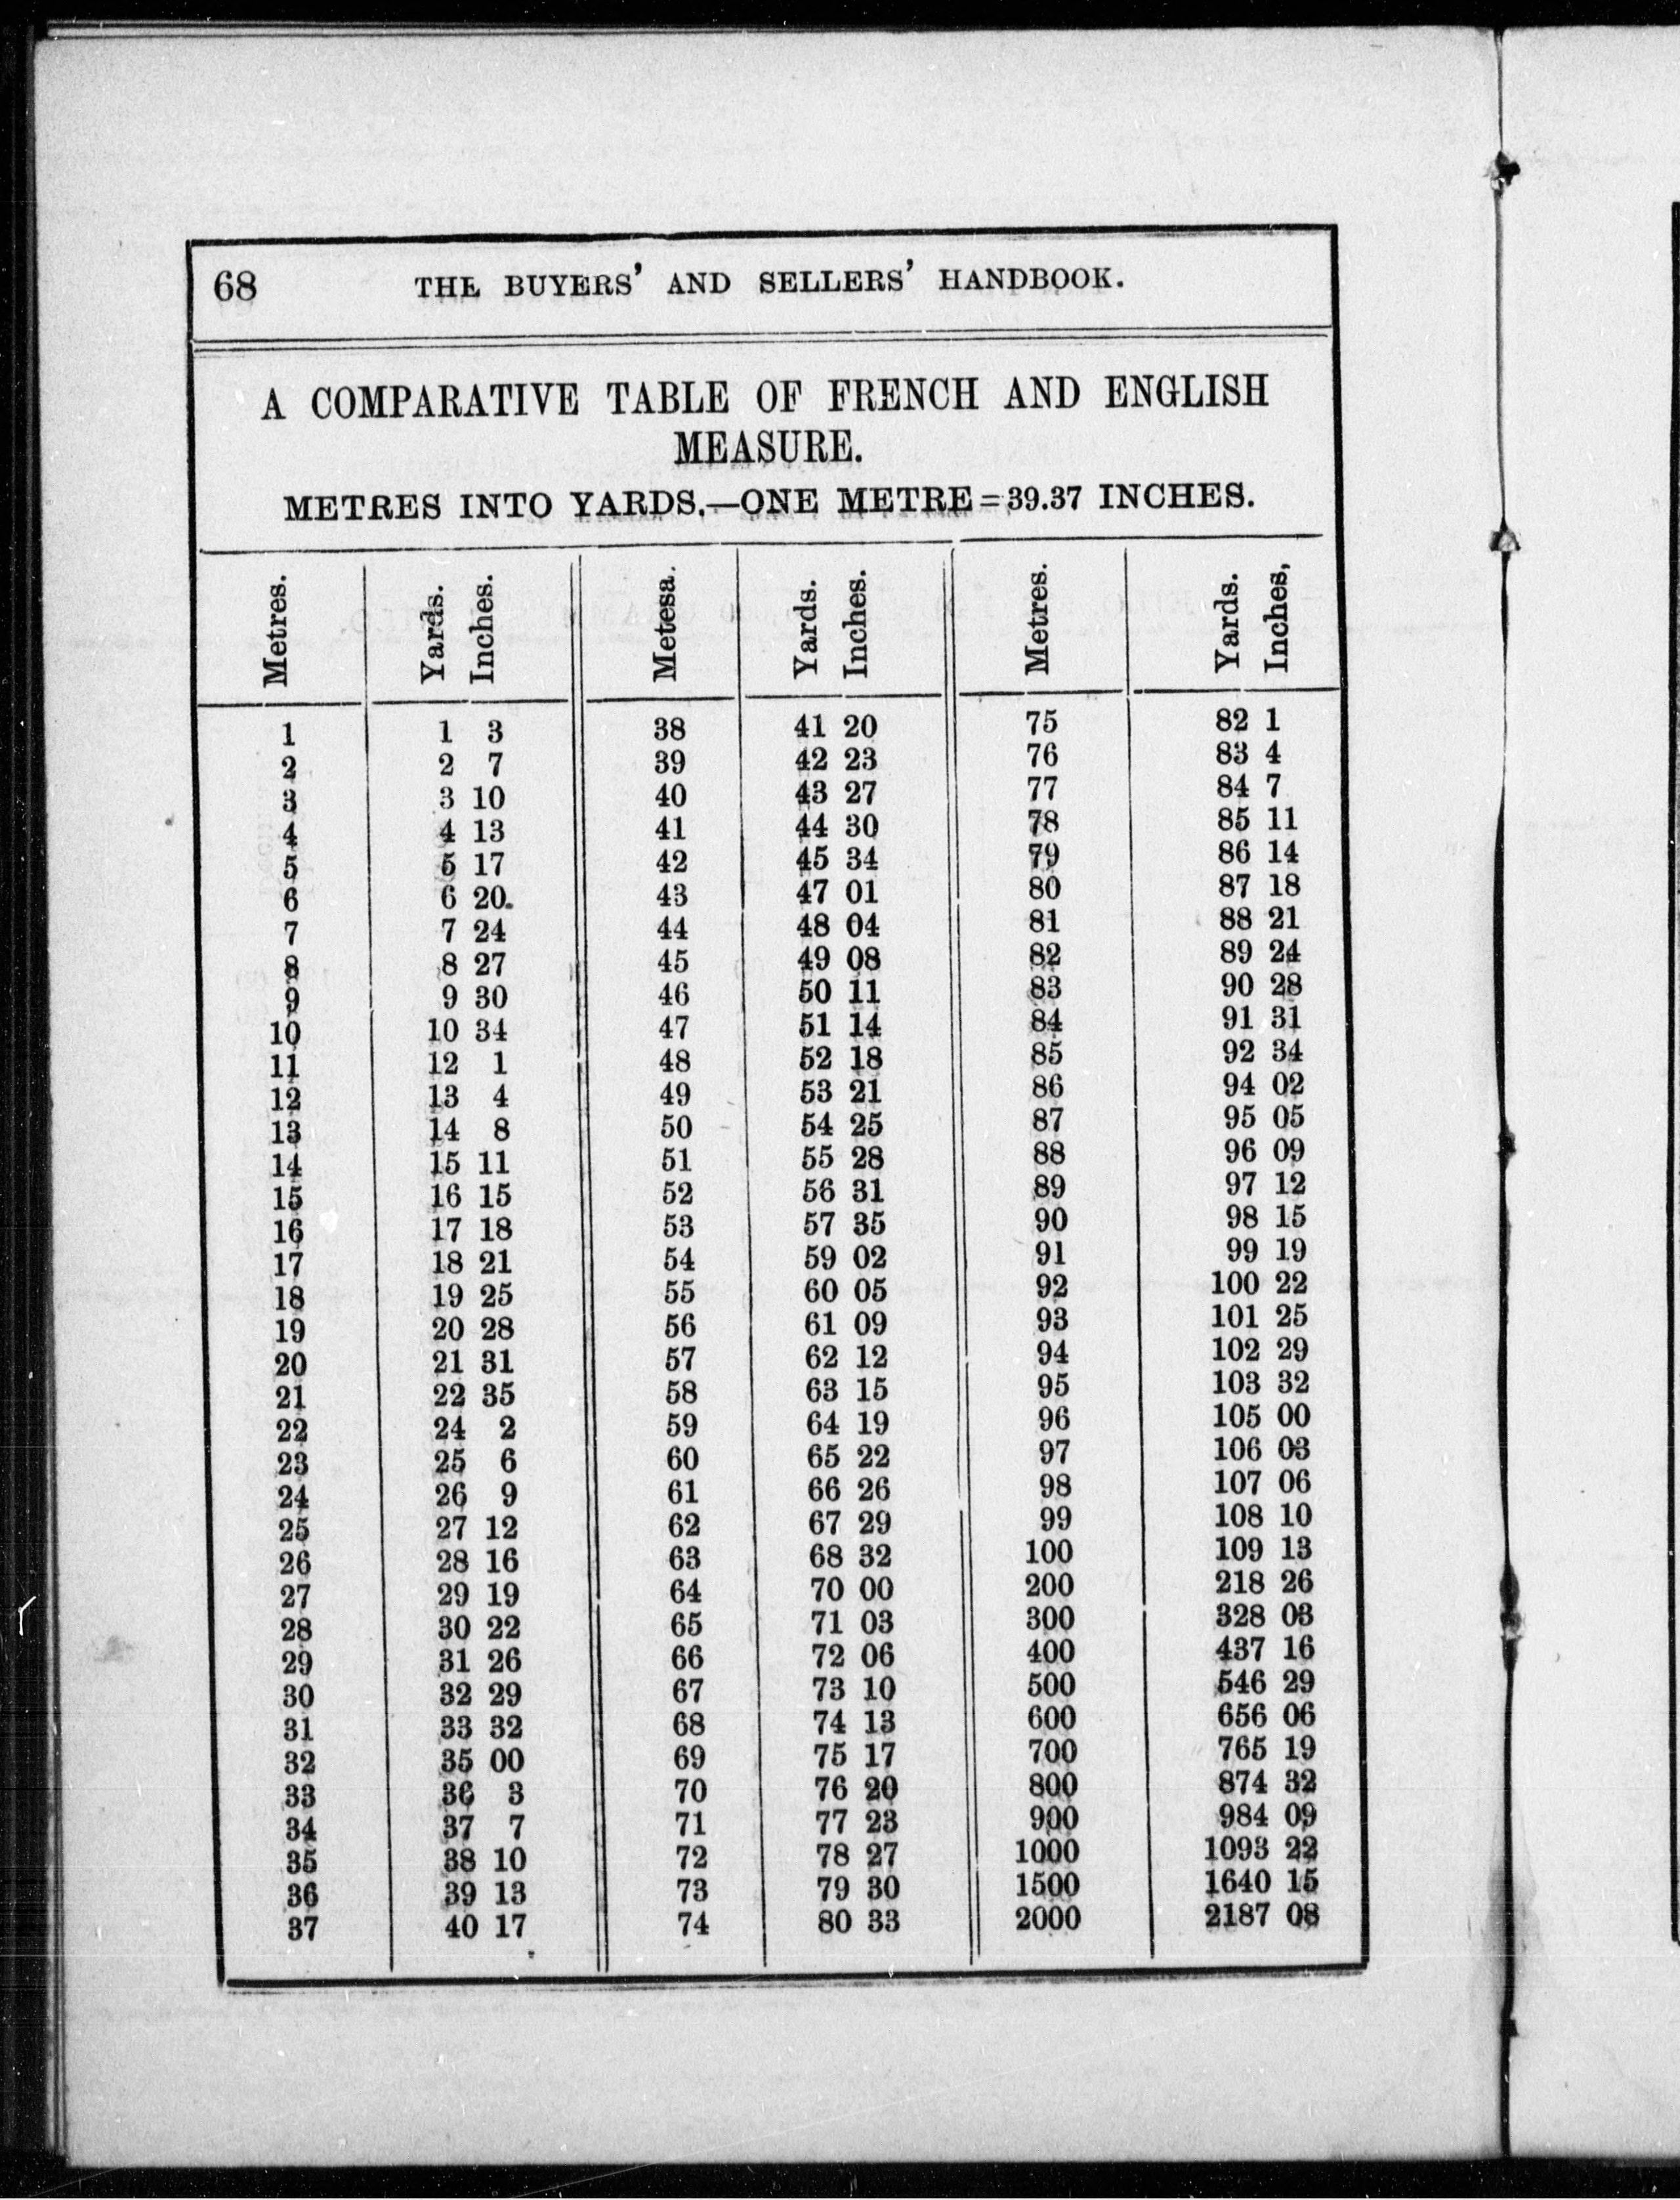 68 THE BUYERS' AND SELLERS' HANDBOOK.
A COMPARATIVE TABLE OF FRENCH AND ENGLISH
MEASURE.
METRES INTO YARDS.—ONE METRE=39.37 INCHES.
Metres. Yards. Inches. Metesa. Yards. Inches. Metres. Yards. Inches,
1 1 3 38 41 20 75 82 1
2 2 7 39 42 23 76 83 4
3 3 10 40 43 27 77 84 7
4 4 13 41 44 30 78 85 11
5 5 17 42 45 34 79 86 14
6 6 20. 43 47 01 80 87 18
7 7 24 44 48 04 81 88 21
8 8 27 45 49 08 82 89 24
9 9 30 46 50 11 83 90 28
10 10 34 47 51 14 84 91 31
11 12 1 48 52 18 85 92 34
12 13 4 49 53 21 86 94 02
13 14 8 50 54 25 87 95 05
14 15 11 51 55 28 88 96 09
15 16 15 52 56 31 89 97 12
16 17 18 53 57 35 90 98 15
17 18 21 54 59 02 91 99 19
18 19 25 55 60 05 92 100 22
19 20 28 56 61 09 93 101 25
20 21 31 57 62 12 94 102 29
21 22 35 58 63 15 95 103 32
22 24 2 59 64 19 96 105 00
23 25 6 60 65 22 97 106 03
24 26 9 61 66 26 98 107 06
25 27 12 62 67 29 99 108 10
26 28 16 63 68 32 100 109 13
27 29 19 64 70 00 200 218 26
28 30 22 65 71 03 300 328 03
29 31 26 66 72 06 400 437 16
30 32 29 67 73 10 500 546 29
31 33 32 68 74 13 600 656 06
32 35 00 69 75 17 700 765 19
33 36 3 70 76 20 800 874 32
34 37 7 71 77 23 900 984 09
35 38 10 72 78 27 1000 1093 22
36 39 13 73 79 30 1500 1640 15
37 40 17 74 80 33 2000 2187 08